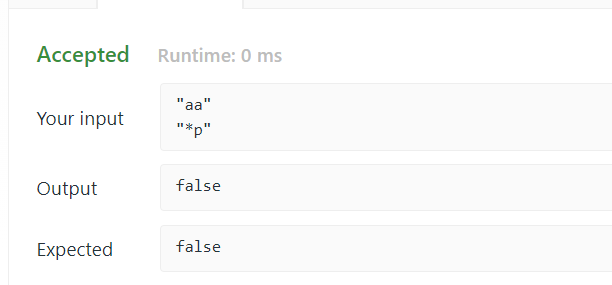 Accepted Runtime: 0 ms
Your input
"aa"
"*p"
Output
false
Expected
false